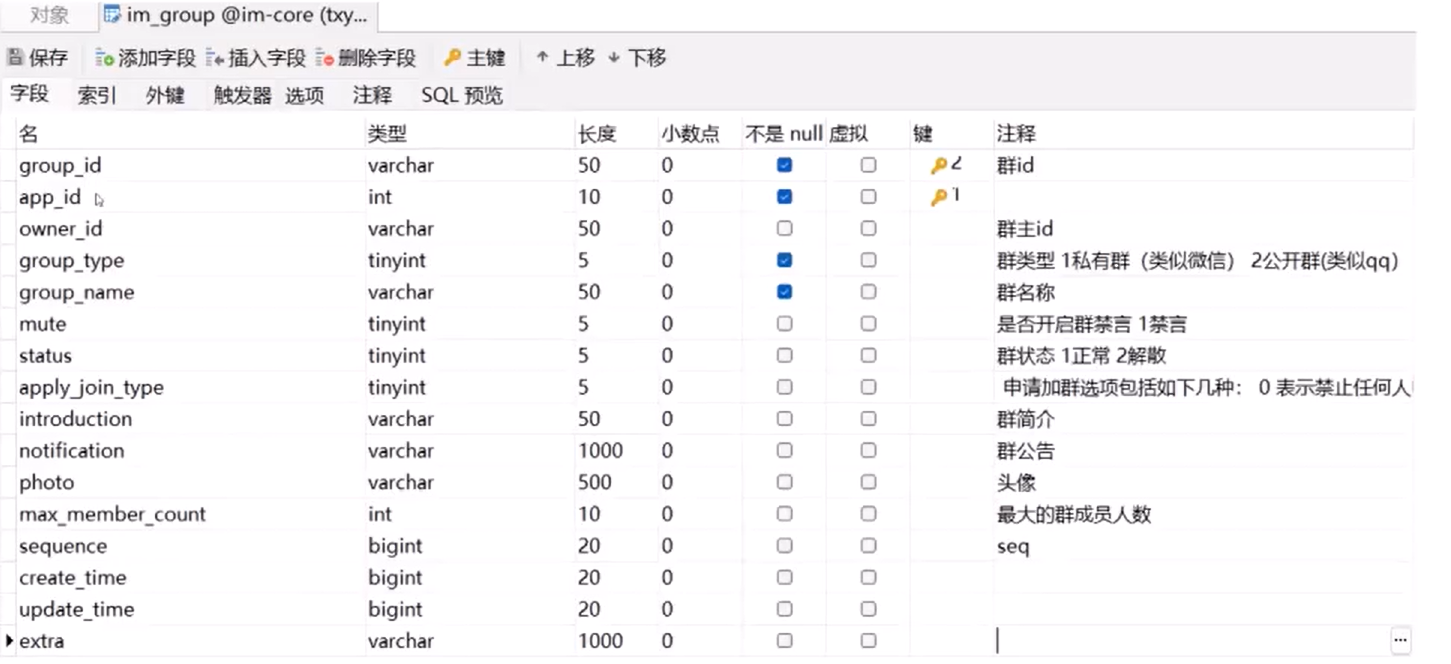 对象 im_group @im-core (txy...
保存 添加字段 插入字段 删除字段 主键 上移 下移
字段 索引 外键 触发器 选项 注释 SQL 预览
名 类型 长度 小数点 不是 null 虚拟 键 注释
group_id varchar 50 0 2 群id
app_id int 10 0 1
owner_id varchar 50 0 群主id
group_type tinyint 5 0 群类型 1私有群（类似微信） 2公开群(类似qq)
group_name varchar 50 0 群名称
mute tinyint 5 0 是否开启群禁言 1禁言
status tinyint 5 0 群状态 1正常 2解散
apply_join_type tinyint 5 0 申请加群选项包括如下几种： 0 表示禁止任何人
introduction varchar 50 0 群简介
notification varchar 1000 0 群公告
photo varchar 500 0 头像
max_member_count int 10 0 最大的群成员人数
sequence bigint 20 0 seq
create_time bigint 20 0
update_time bigint 20 0
extra varchar 1000 0 ...